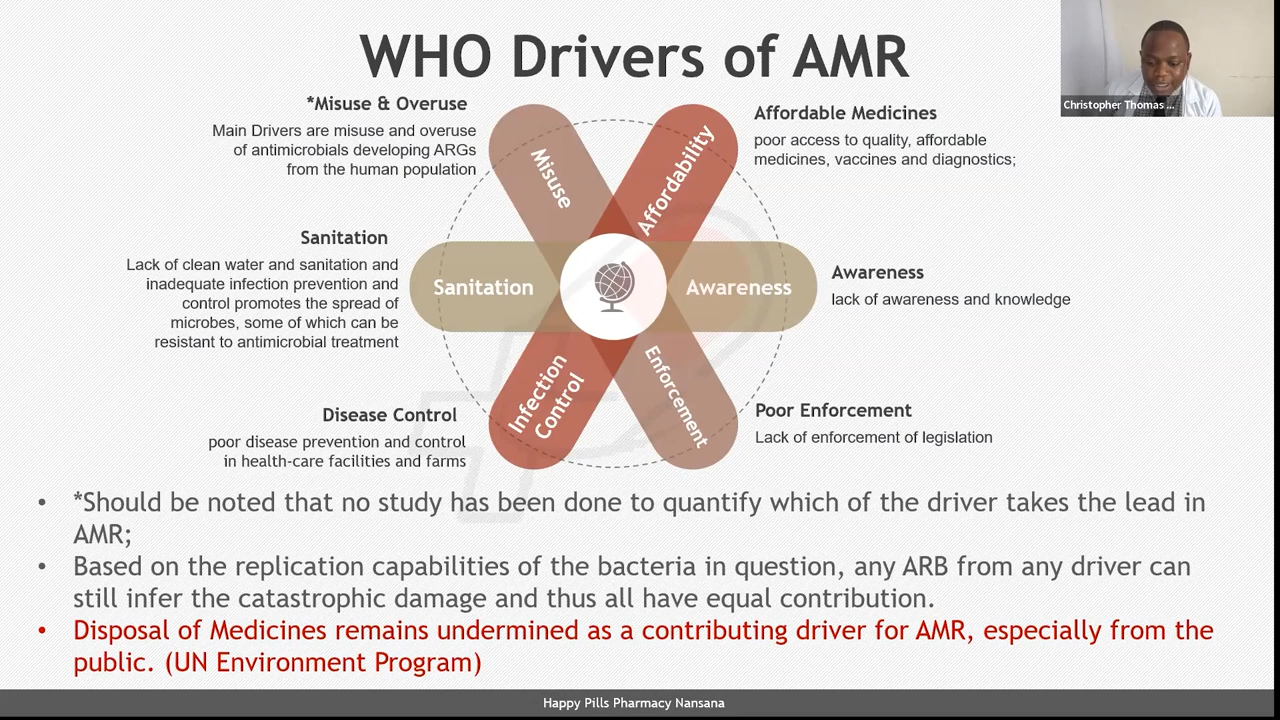 WHO Drivers of AMR
Christopher Thomas ...
*Misuse & Overuse
Main Drivers are misuse and overuse
of antimicrobials developing ARGs
from the human population
Affordable Medicines
poor access to quality, affordable
medicines, vaccines and diagnostics;
Misuse
Affordability
Sanitation
Lack of clean water and sanitation and
inadequate infection prevention and
control promotes the spread of
microbes, some of which can be
resistant to antimicrobial treatment
Sanitation
Awareness
Awareness
lack of awareness and knowledge
Infection
Control
Enforcement
Disease Control
poor disease prevention and control
in health-care facilities and farms
Poor Enforcement
Lack of enforcement of legislation
• *Should be noted that no study has been done to quantify which of the driver takes the lead in
AMR;
• Based on the replication capabilities of the bacteria in question, any ARB from any driver can
still infer the catastrophic damage and thus all have equal contribution.
• Disposal of Medicines remains undermined as a contributing driver for AMR, especially from the
public. (UN Environment Program)
Happy Pills Pharmacy Nansana